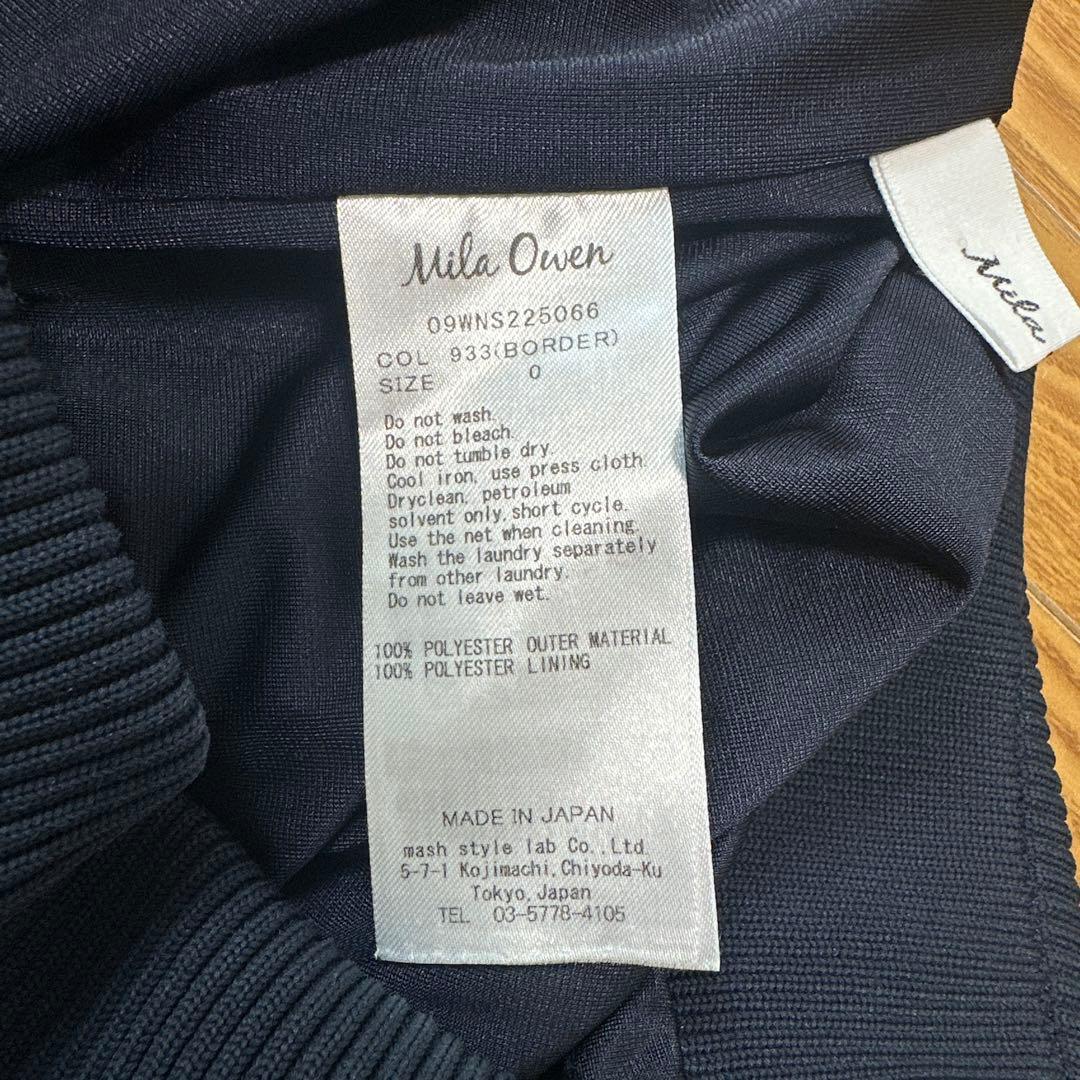 Mila Owen
09WNS225066
COL 933(BORDER)
SIZE 0
Do not wash.
Do not bleach.
Do not tumble dry.
Cool iron, use press cloth.
Dryclean, petroleum
solvent only, short cycle.
Use the net when cleaning.
Wash the laundry separately
from other laundry.
Do not leave wet.
100% POLYESTER OUTER MATERIAL
100% POLYESTER LINING
MADE IN JAPAN
mash style lab Co., Ltd.
5-7-1 Kojimachi, Chiyoda-Ku
Tokyo, Japan
TEL 03-5778-4105
Mila